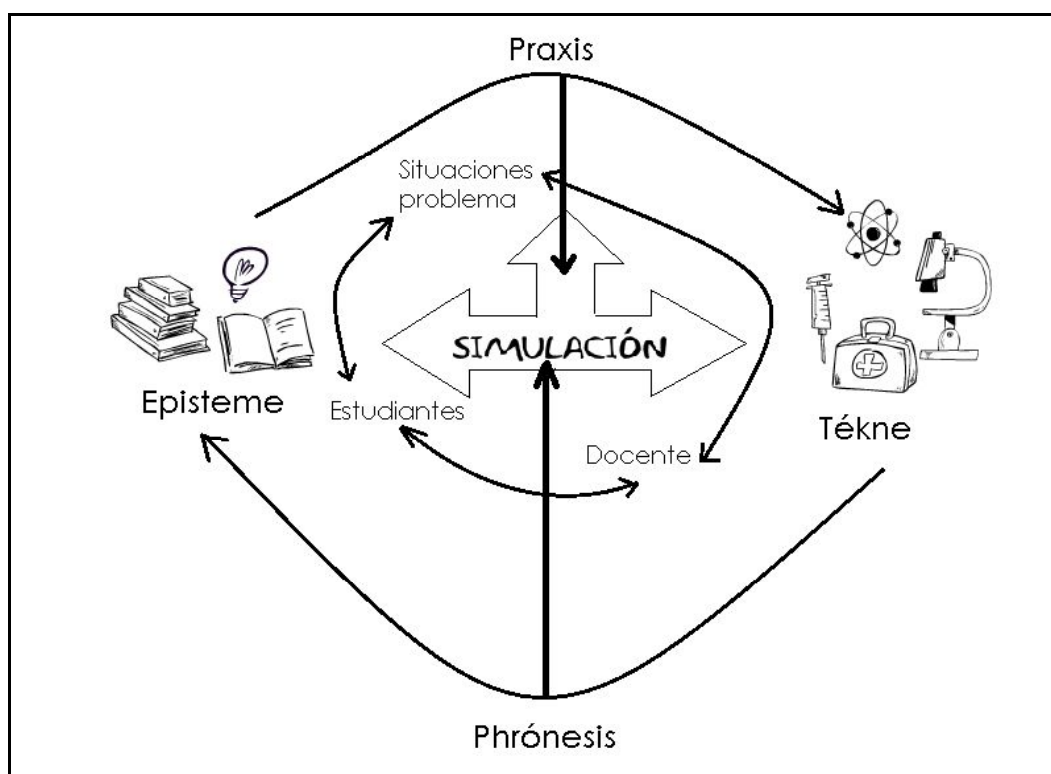 Praxis
Situaciones
problema
SIMULACIÓN
Episteme
Estudiantes
Docente
Tékne
Phrónesis